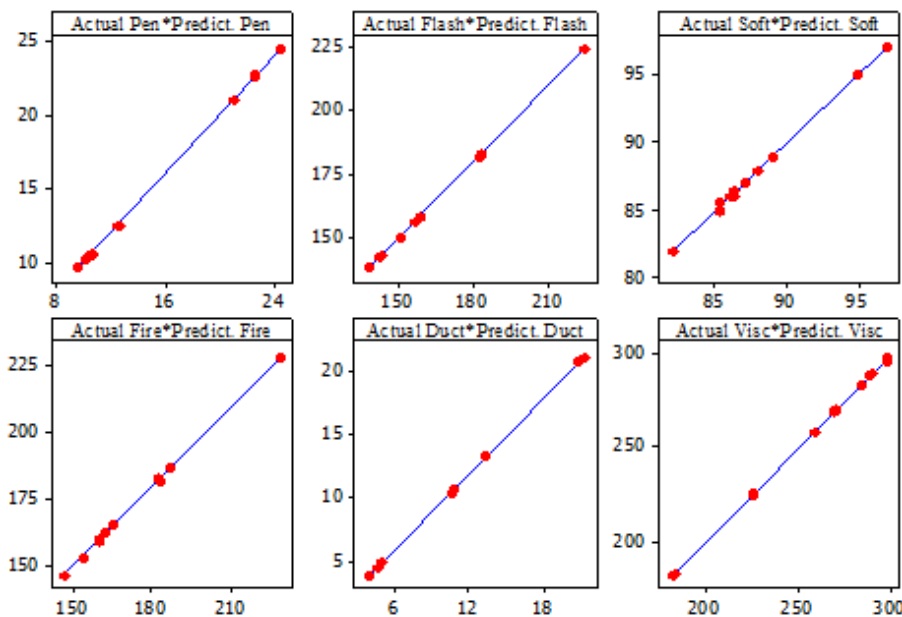 Actual Pen*Predict. Pen
25
20
15
10
8 16 24
Actual Flash*Predict. Flash
225
200
175
150
150 175 200 225
Actual Soft*Predict. Soft
95
90
85
80
85 90 95
Actual Fire*Predict. Fire
225
200
175
150
150 180 210
Actual Duct*Predict. Duct
20
15
10
5
6 12 18
Actual Visc*Predict. Visc
300
250
200
200 250 300